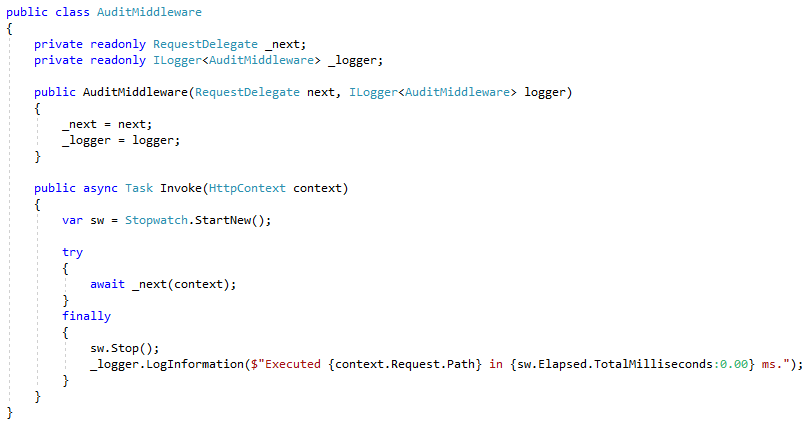 public class AuditMiddleware
{
    private readonly RequestDelegate _next;
    private readonly ILogger<AuditMiddleware> _logger;

    public AuditMiddleware(RequestDelegate next, ILogger<AuditMiddleware> logger)
    {
        _next = next;
        _logger = logger;
    }

    public async Task Invoke(HttpContext context)
    {
        var sw = Stopwatch.StartNew();

        try
        {
            await _next(context);
        }
        finally
        {
            sw.Stop();
            _logger.LogInformation($"Executed {context.Request.Path} in {sw.Elapsed.TotalMilliseconds:0.00} ms.");
        }
    }
}